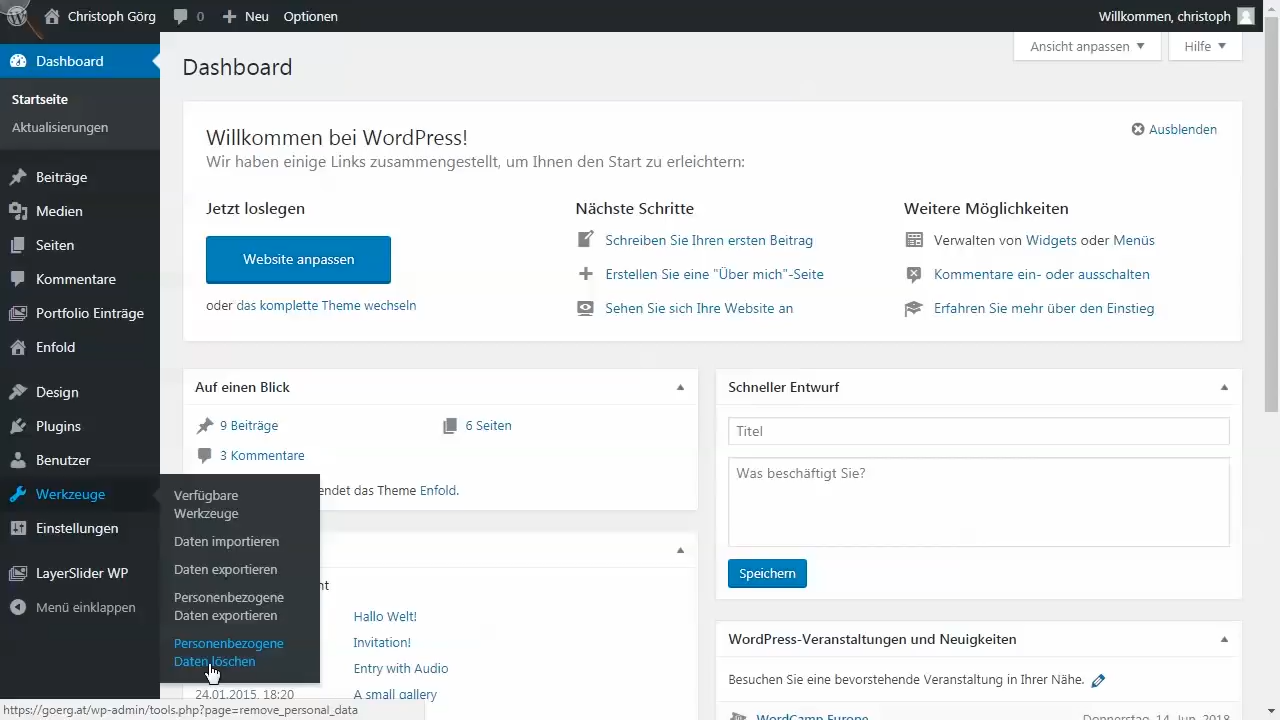 Christoph Görg
0
Neu
Optionen
Willkommen, christoph
Dashboard
Startseite
Aktualisierungen
Beiträge
Medien
Seiten
Kommentare
Portfolio Einträge
Enfold
Design
Plugins
Benutzer
Werkzeuge
Einstellungen
LayerSlider WP
Menü einklappen
Verfügbare
Werkzeuge
Daten importieren
Daten exportieren
Personenbezogene
Daten exportieren
Personenbezogene
Daten löschen
Dashboard
Ansicht anpassen
Hilfe
Willkommen bei WordPress!
Wir haben einige Links zusammengestellt, um Ihnen den Start zu erleichtern:
Ausblenden
Jetzt loslegen
Website anpassen
oder das komplette Theme wechseln
Nächste Schritte
Schreiben Sie Ihren ersten Beitrag
Erstellen Sie eine "Über mich"-Seite
Sehen Sie sich Ihre Website an
Weitere Möglichkeiten
Verwalten von Widgets oder Menüs
Kommentare ein- oder ausschalten
Erfahren Sie mehr über den Einstieg
Auf einen Blick
9 Beiträge
6 Seiten
3 Kommentare
endet das Theme Enfold.
nt
Hallo Welt!
Invitation!
Entry with Audio
24.01.2015, 18:20
A small gallery
Schneller Entwurf
Titel
Was beschäftigt Sie?
Speichern
WordPress-Veranstaltungen und Neuigkeiten
Besuchen Sie eine bevorstehende Veranstaltung in Ihrer Nähe.
WordCamp Europe
Donnerstag, 14. Jun. 2018
https://goerg.at/wp-admin/tools.php?page=remove_personal_data